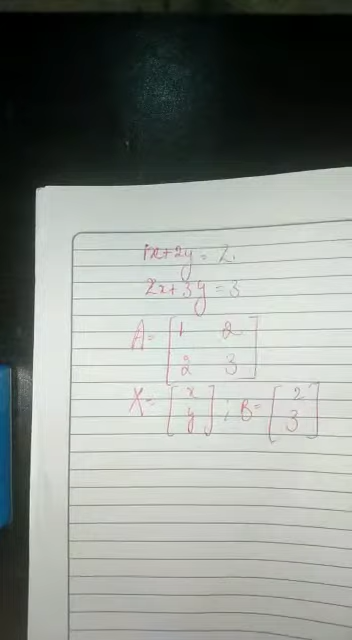 1x+2y=2.
2x+3y=3
A=[1 2
2 3]
X=[x
y]; B=[2
3]